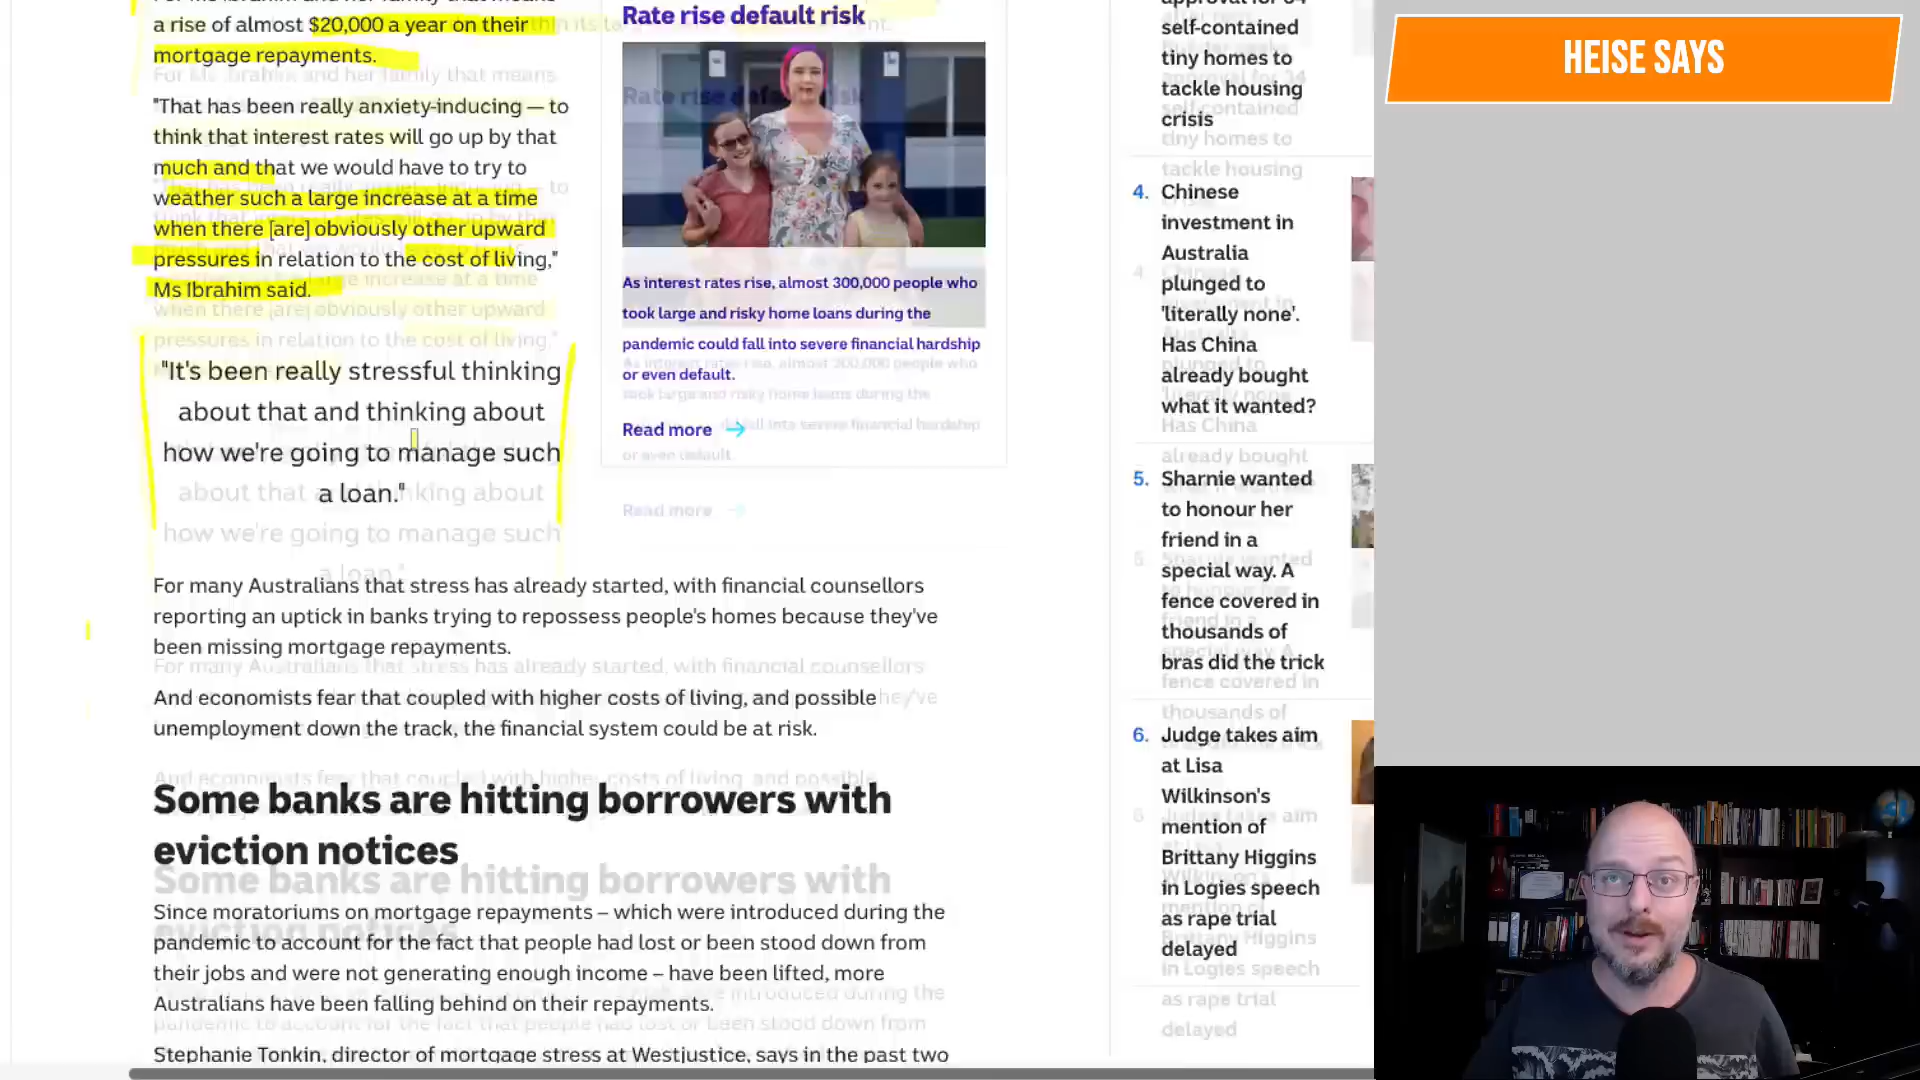 a rise of almost $20,000 a year on their
mortgage repayments.
"That has been really anxiety-inducing — to
think that interest rates will go up by that
much and that we would have to try to
weather such a large increase at a time
when there [are] obviously other upward
pressures in relation to the cost of living,"
Ms Ibrahim said.
"It's been really stressful thinking
about that and thinking about
how we're going to manage such
a loan."
Rate rise default risk
As interest rates rise, almost 300,000 people who
took large and risky home loans during the
pandemic could fall into severe financial hardship
or even default.
Read more
For many Australians that stress has already started, with financial counsellors
reporting an uptick in banks trying to repossess people's homes because they've
been missing mortgage repayments.
And economists fear that coupled with higher costs of living, and possible
unemployment down the track, the financial system could be at risk.
Some banks are hitting borrowers with
eviction notices
Since moratoriums on mortgage repayments – which were introduced during the
pandemic to account for the fact that people had lost or been stood down from
their jobs and were not generating enough income – have been lifted, more
Australians have been falling behind on their repayments.
Stephanie Tonkin, director of mortgage stress at Westjustice, says in the past two
self-contained
tiny homes to
tackle housing
crisis
4. Chinese
investment in
Australia
plunged to
'literally none'.
Has China
already bought
what it wanted?
5. Sharnie wanted
to honour her
friend in a
special way. A
fence covered in
thousands of
bras did the trick
6. Judge takes aim
at Lisa
Wilkinson's
mention of
Brittany Higgins
in Logies speech
as rape trial
delayed
HEISE SAYS